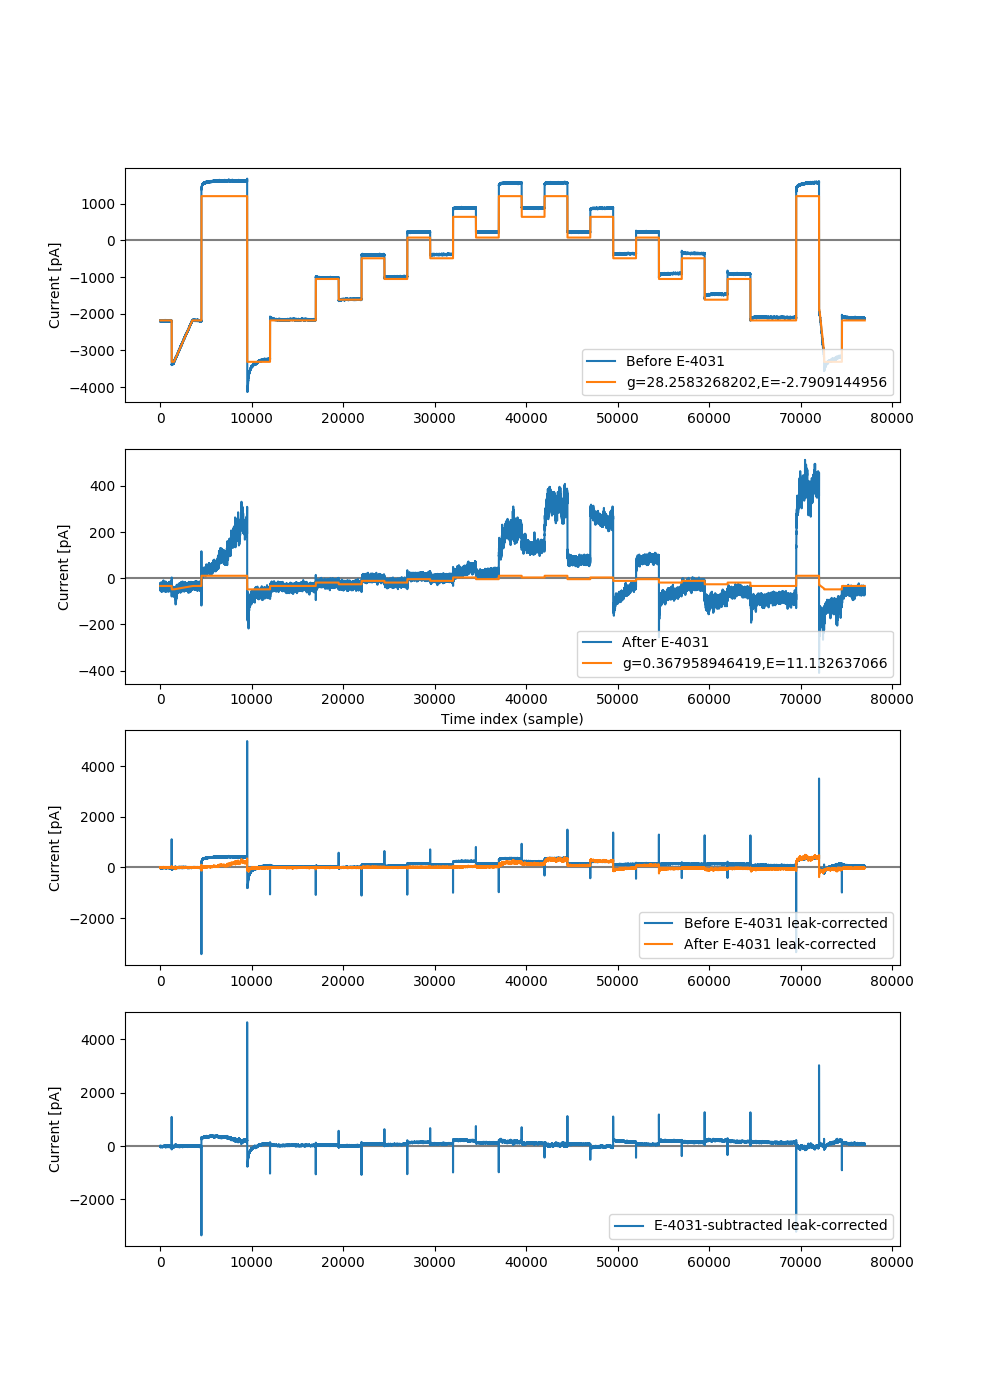 1000
0
−1000
−2000
−3000
−4000
Current [pA]
Before E-4031
g=28.2583268202,E=-2.7909144956
0 10000 20000 30000 40000 50000 60000 70000 80000
400
200
0
−200
−400
Current [pA]
After E-4031
g=0.367958946419,E=11.132637066
0 10000 20000 30000 40000 50000 60000 70000 80000
Time index (sample)
4000
2000
0
−2000
Current [pA]
Before E-4031 leak-corrected
After E-4031 leak-corrected
0 10000 20000 30000 40000 50000 60000 70000 80000
4000
2000
0
−2000
Current [pA]
E-4031-subtracted leak-corrected
0 10000 20000 30000 40000 50000 60000 70000 80000